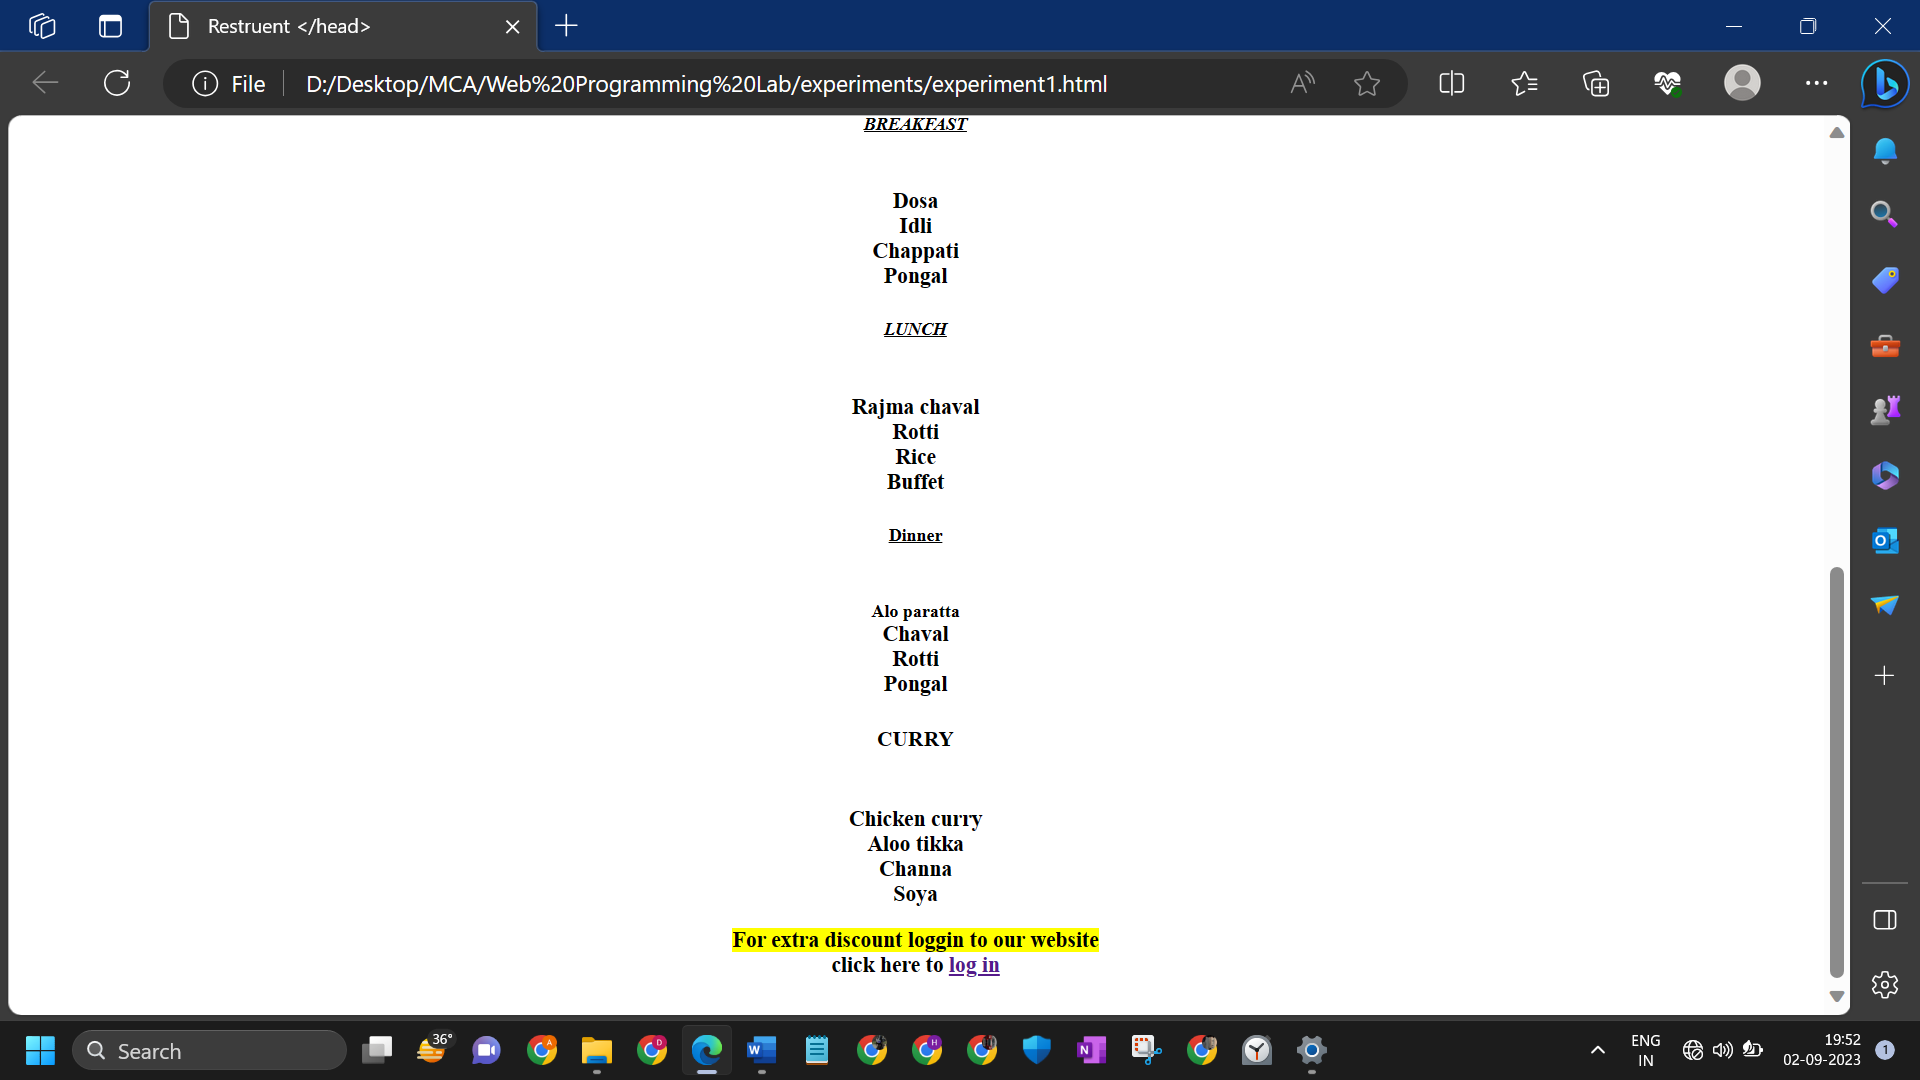 Restruent </head>
File
D:/Desktop/MCA/Web%20Programming%20Lab/experiments/experiment1.html
BREAKFAST
Dosa
Idli
Chappati
Pongal
LUNCH
Rajma chaval
Rotti
Rice
Buffet
Dinner
Alo paratta
Chaval
Rotti
Pongal
CURRY
Chicken curry
Aloo tikka
Channa
Soya
For extra discount loggin to our website
click here to log in
Search
36°
ENG
IN
19:52
02-09-2023
1